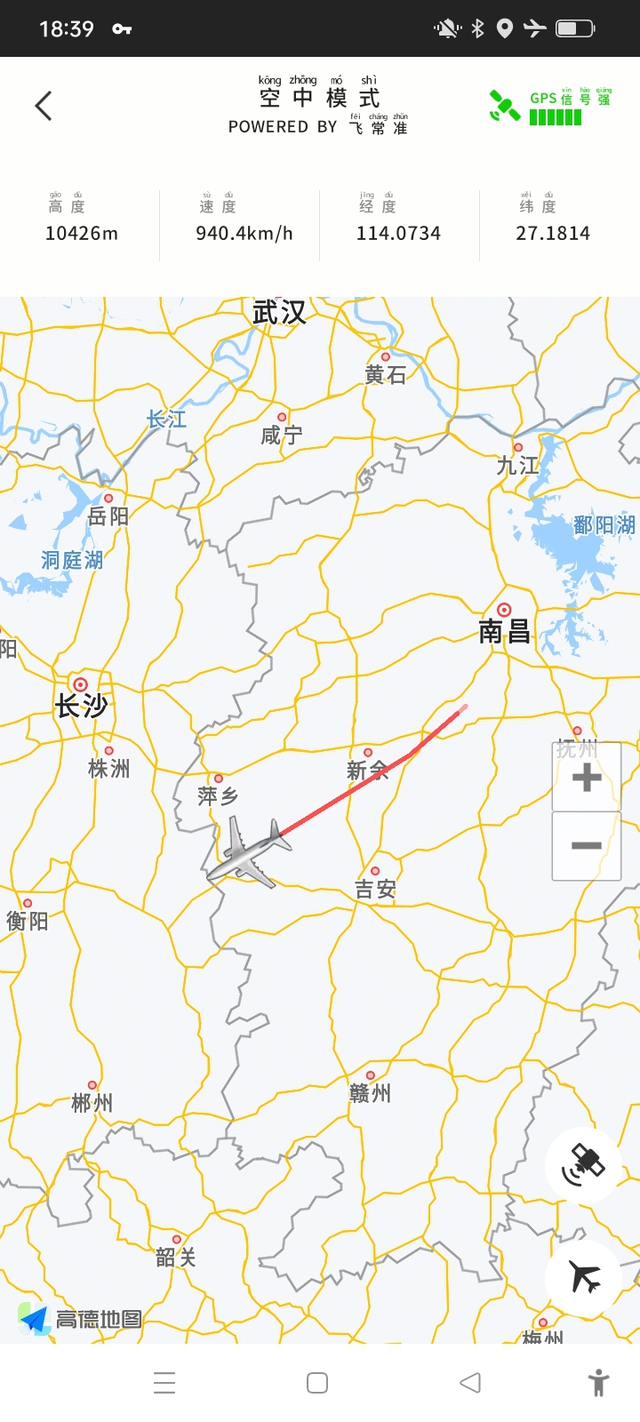 18:39
kōng zhōng mó shì
空中模式
fēi cháng zhǔn
POWERED BY 飞常准
xìn hào qiáng
GPS信号强
gāo dù
高度
10426m
sù dù
速度
940.4km/h
jīng dù
经度
114.0734
wěi dù
纬度
27.1814
武汉
黄石
长江
咸宁
九江
岳阳
鄱阳湖
洞庭湖
南昌
阳
长沙
抚州
株洲
新余
萍乡
吉安
衡阳
赣州
郴州
韶关
高德地图
梅州